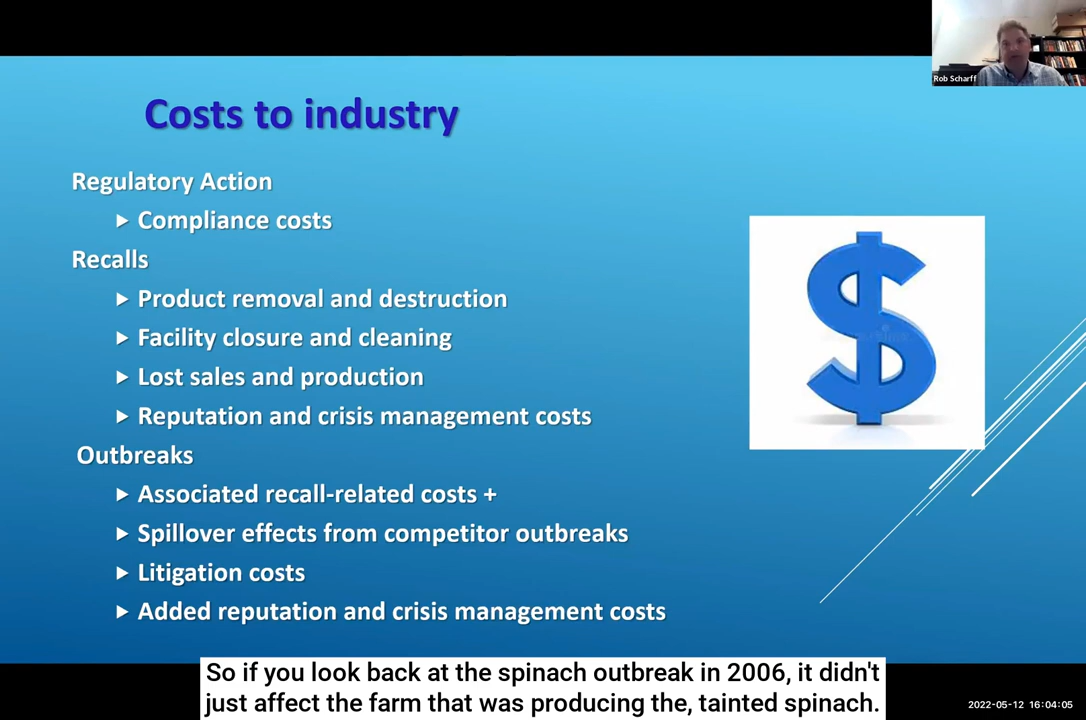 Costs to industry
Regulatory Action
Compliance costs
Recalls
Product removal and destruction
Facility closure and cleaning
Lost sales and production
Reputation and crisis management costs
Outbreaks
Associated recall-related costs +
Spillover effects from competitor outbreaks
Litigation costs
Added reputation and crisis management costs
Rob Scharff
So if you look back at the spinach outbreak in 2006, it didn't
just affect the farm that was producing the, tainted spinach.
2022-05-12 16:04:05